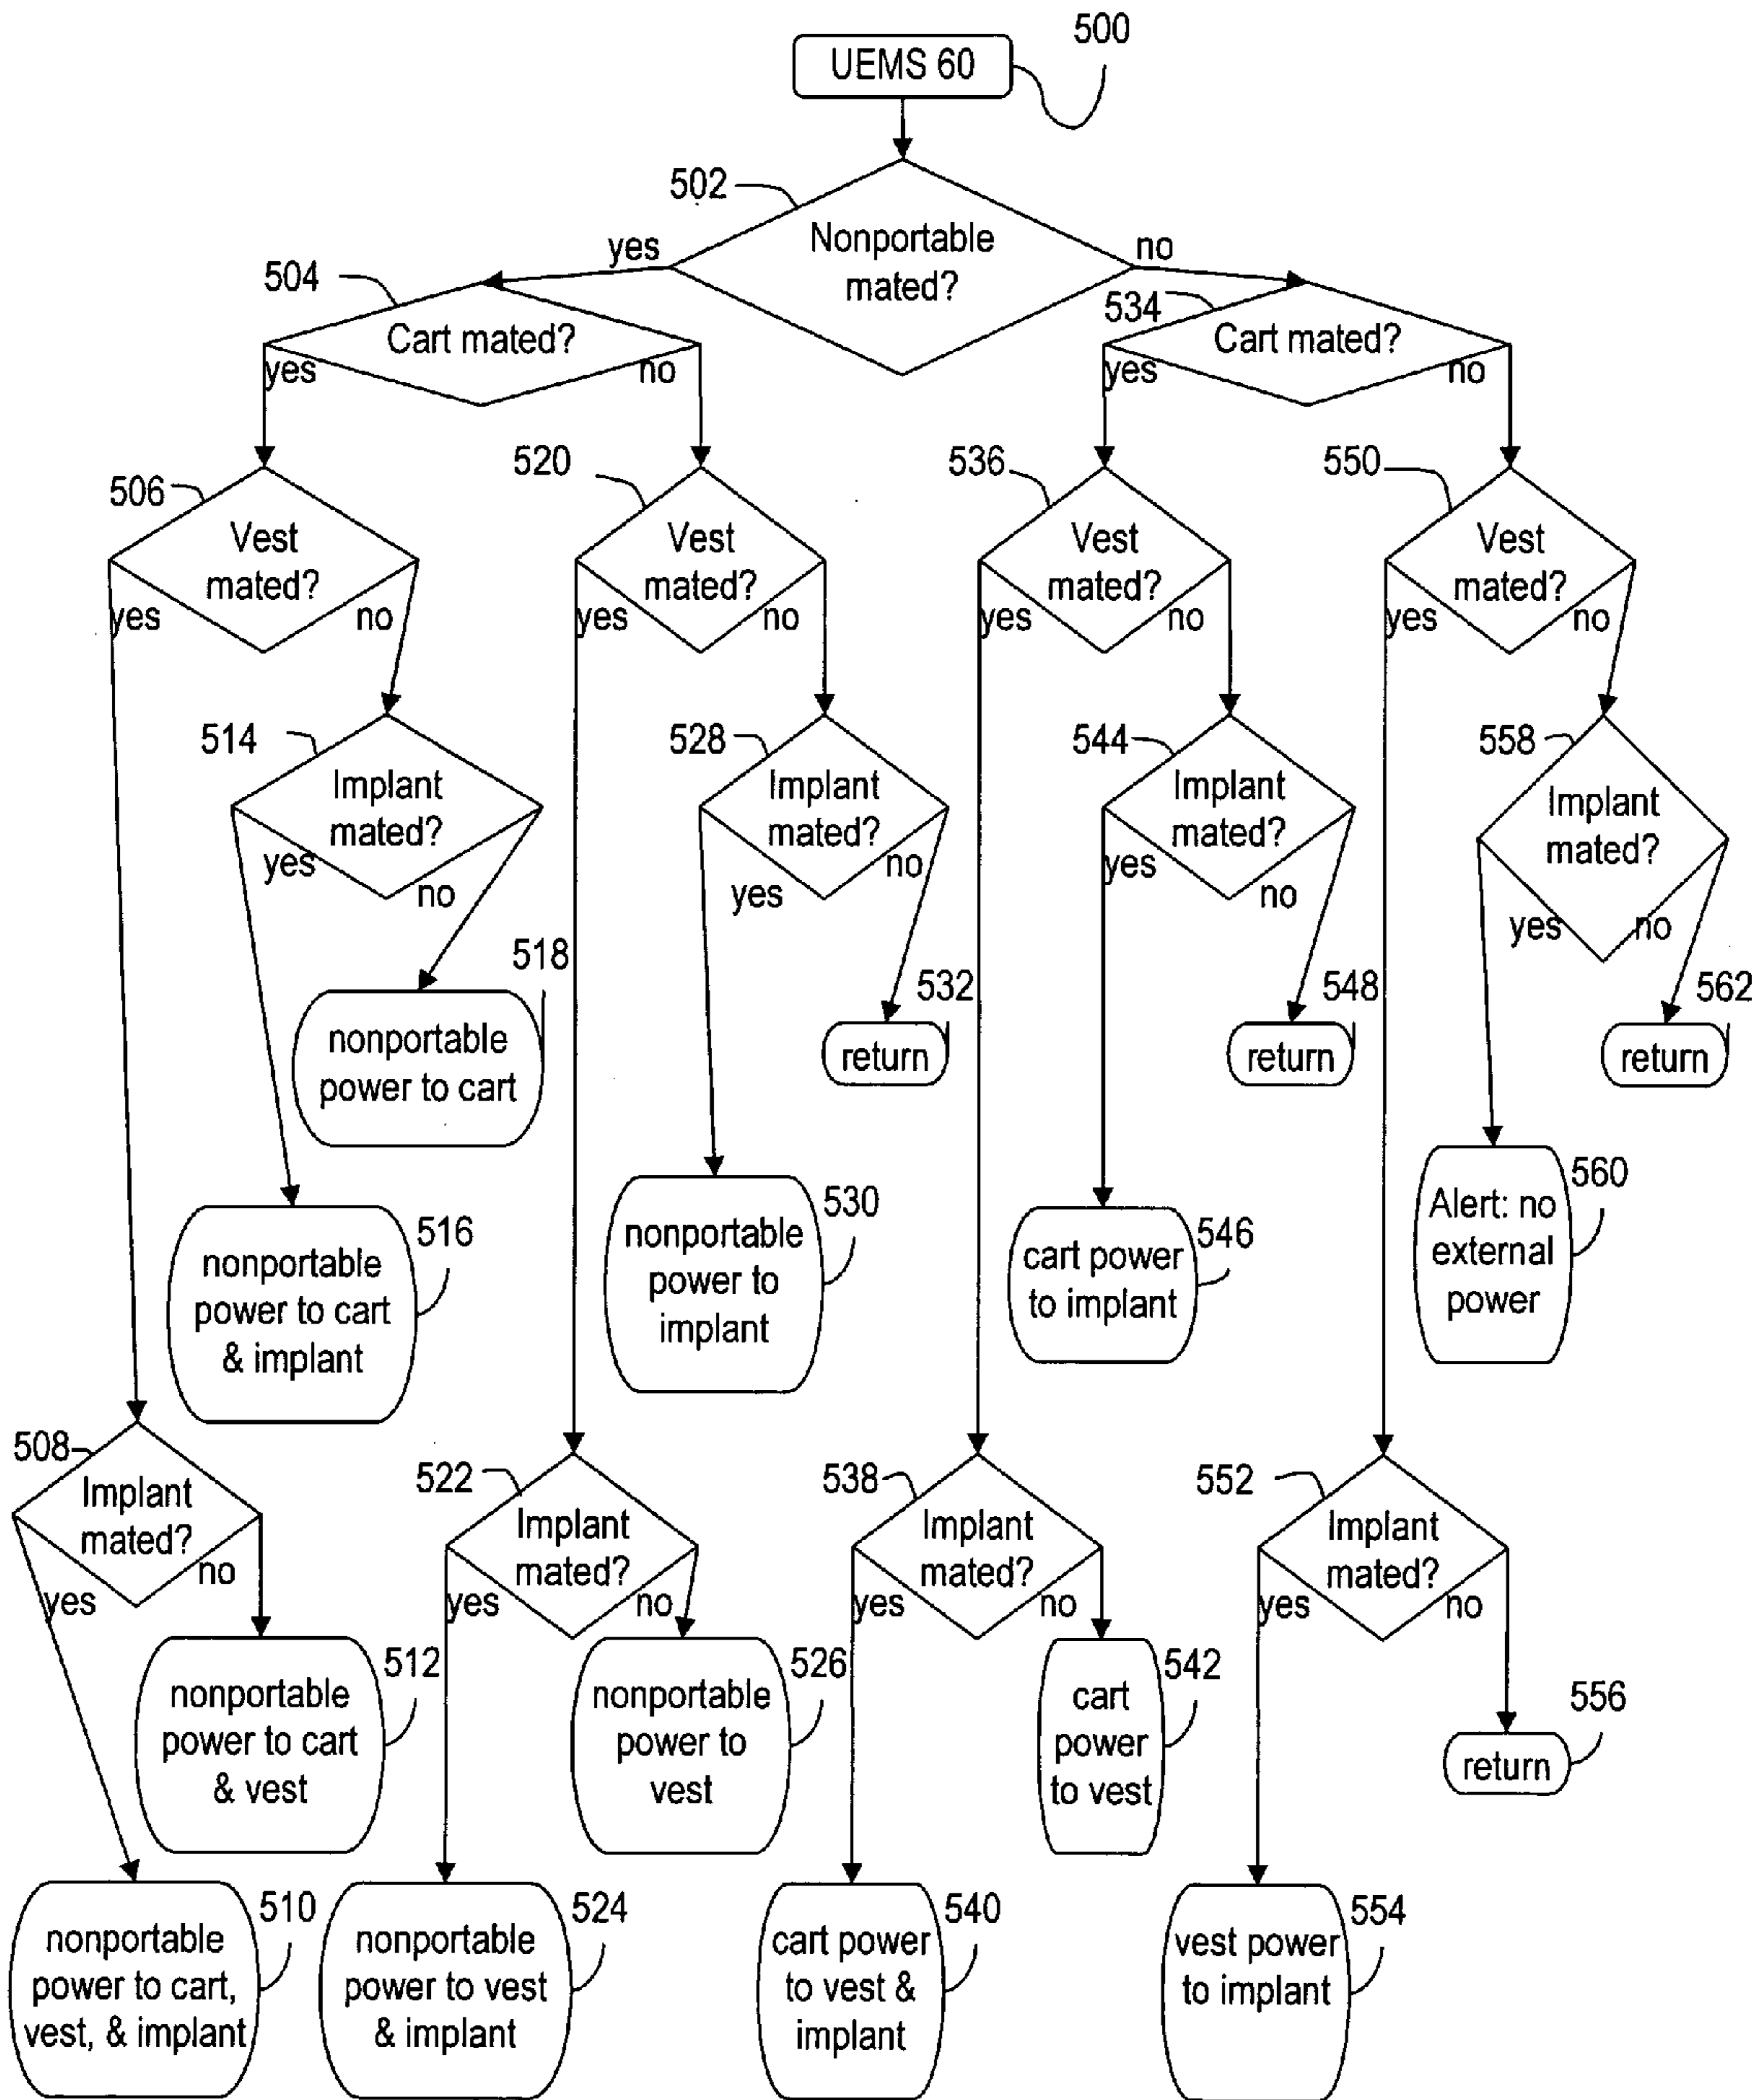 500
UEMS 60
502
Nonportable
mated?
yes
no
504
Cart mated?
yes
no
534
Cart mated?
yes
no
506
Vest
mated?
yes
no
520
Vest
mated?
yes
no
536
Vest
mated?
yes
no
550
Vest
mated?
yes
no
514
Implant
mated?
yes
no
528
Implant
mated?
yes
no
544
Implant
mated?
yes
no
558
Implant
mated?
yes
no
518
nonportable
power to cart
532
return
548
return
562
return
516
nonportable
power to cart
& implant
530
nonportable
power to
implant
546
cart power
to implant
560
Alert: no
external
power
508
Implant
mated?
yes
no
522
Implant
mated?
yes
no
538
Implant
mated?
yes
no
552
Implant
mated?
yes
no
512
nonportable
power to cart
& vest
526
nonportable
power to
vest
542
cart
power
to vest
556
return
510
nonportable
power to cart,
vest, & implant
524
nonportable
power to vest
& implant
540
cart power
to vest &
implant
554
vest power
to implant